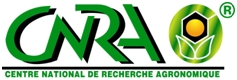 CNRA ®
CENTRE NATIONAL DE RECHERCHE AGRONOMIQUE